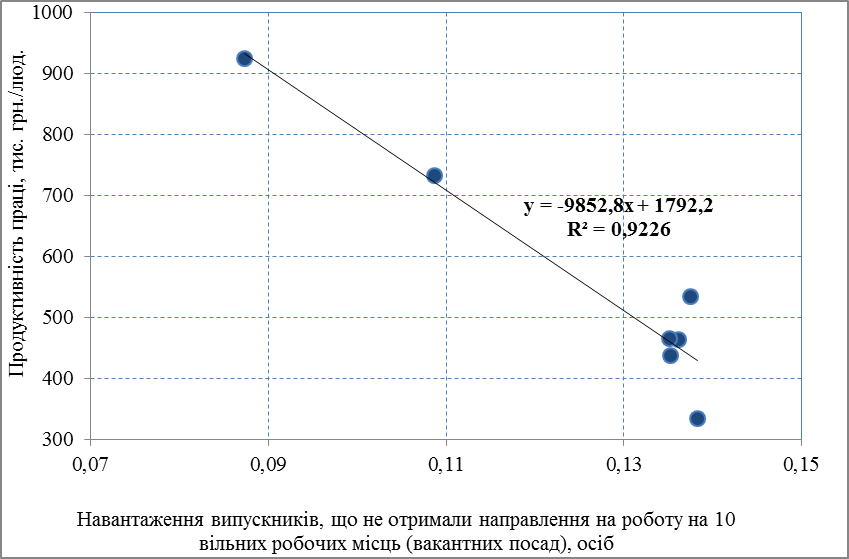 1000
900
800
700
600
500
400
300
Продуктивність праці, тис. грн./люд.
y = -9852,8x + 1792,2
R² = 0,9226
0,07 0,09 0,11 0,13 0,15
Навантаження випускників, що не отримали направлення на роботу на 10
вільних робочих місць (вакантних посад), осіб